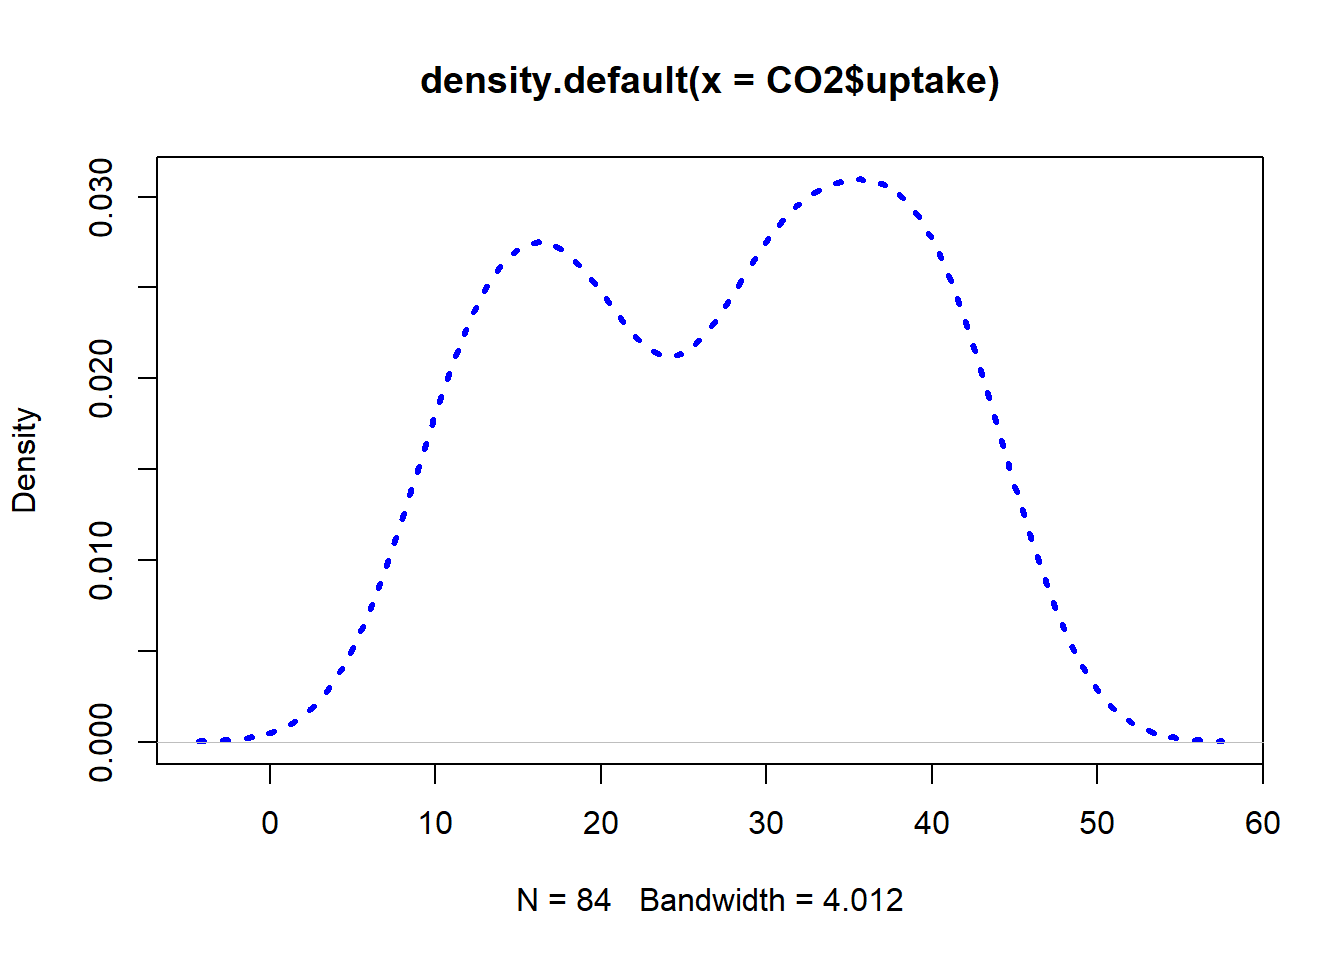 density.default(x = CO2$uptake)
0.030
0.020
0.010
0.000
Density
0 10 20 30 40 50 60
N = 84 Bandwidth = 4.012